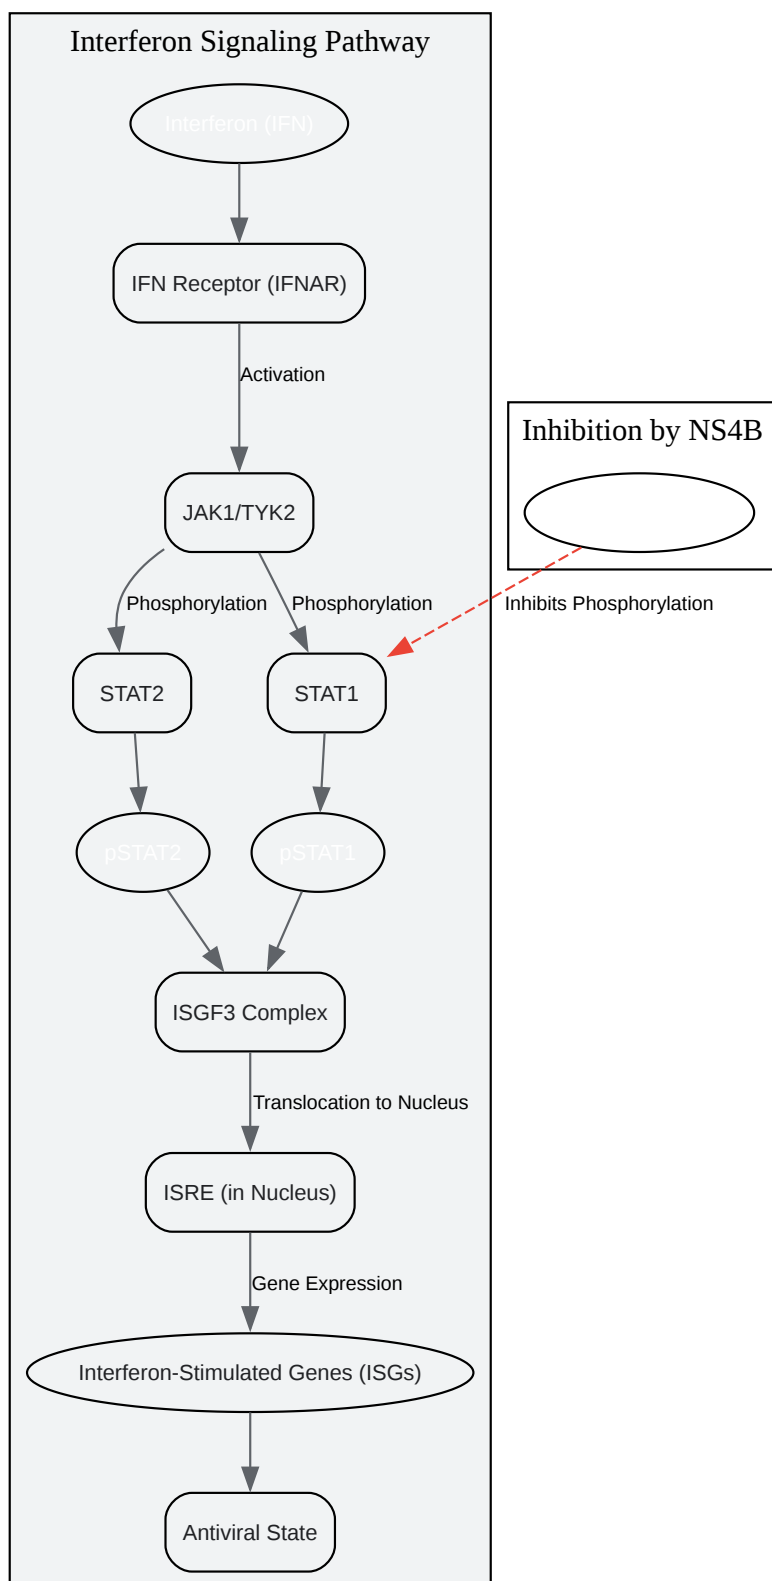 Interferon Signaling Pathway
Interferon (IFN)
IFN Receptor (IFNAR)
Activation
Inhibition by NS4B
JAK1/TYK2
Phosphorylation
Phosphorylation
Inhibits Phosphorylation
STAT2
STAT1
pSTAT2
pSTAT1
ISGF3 Complex
Translocation to Nucleus
ISRE (in Nucleus)
Gene Expression
Interferon-Stimulated Genes (ISGs)
Antiviral State